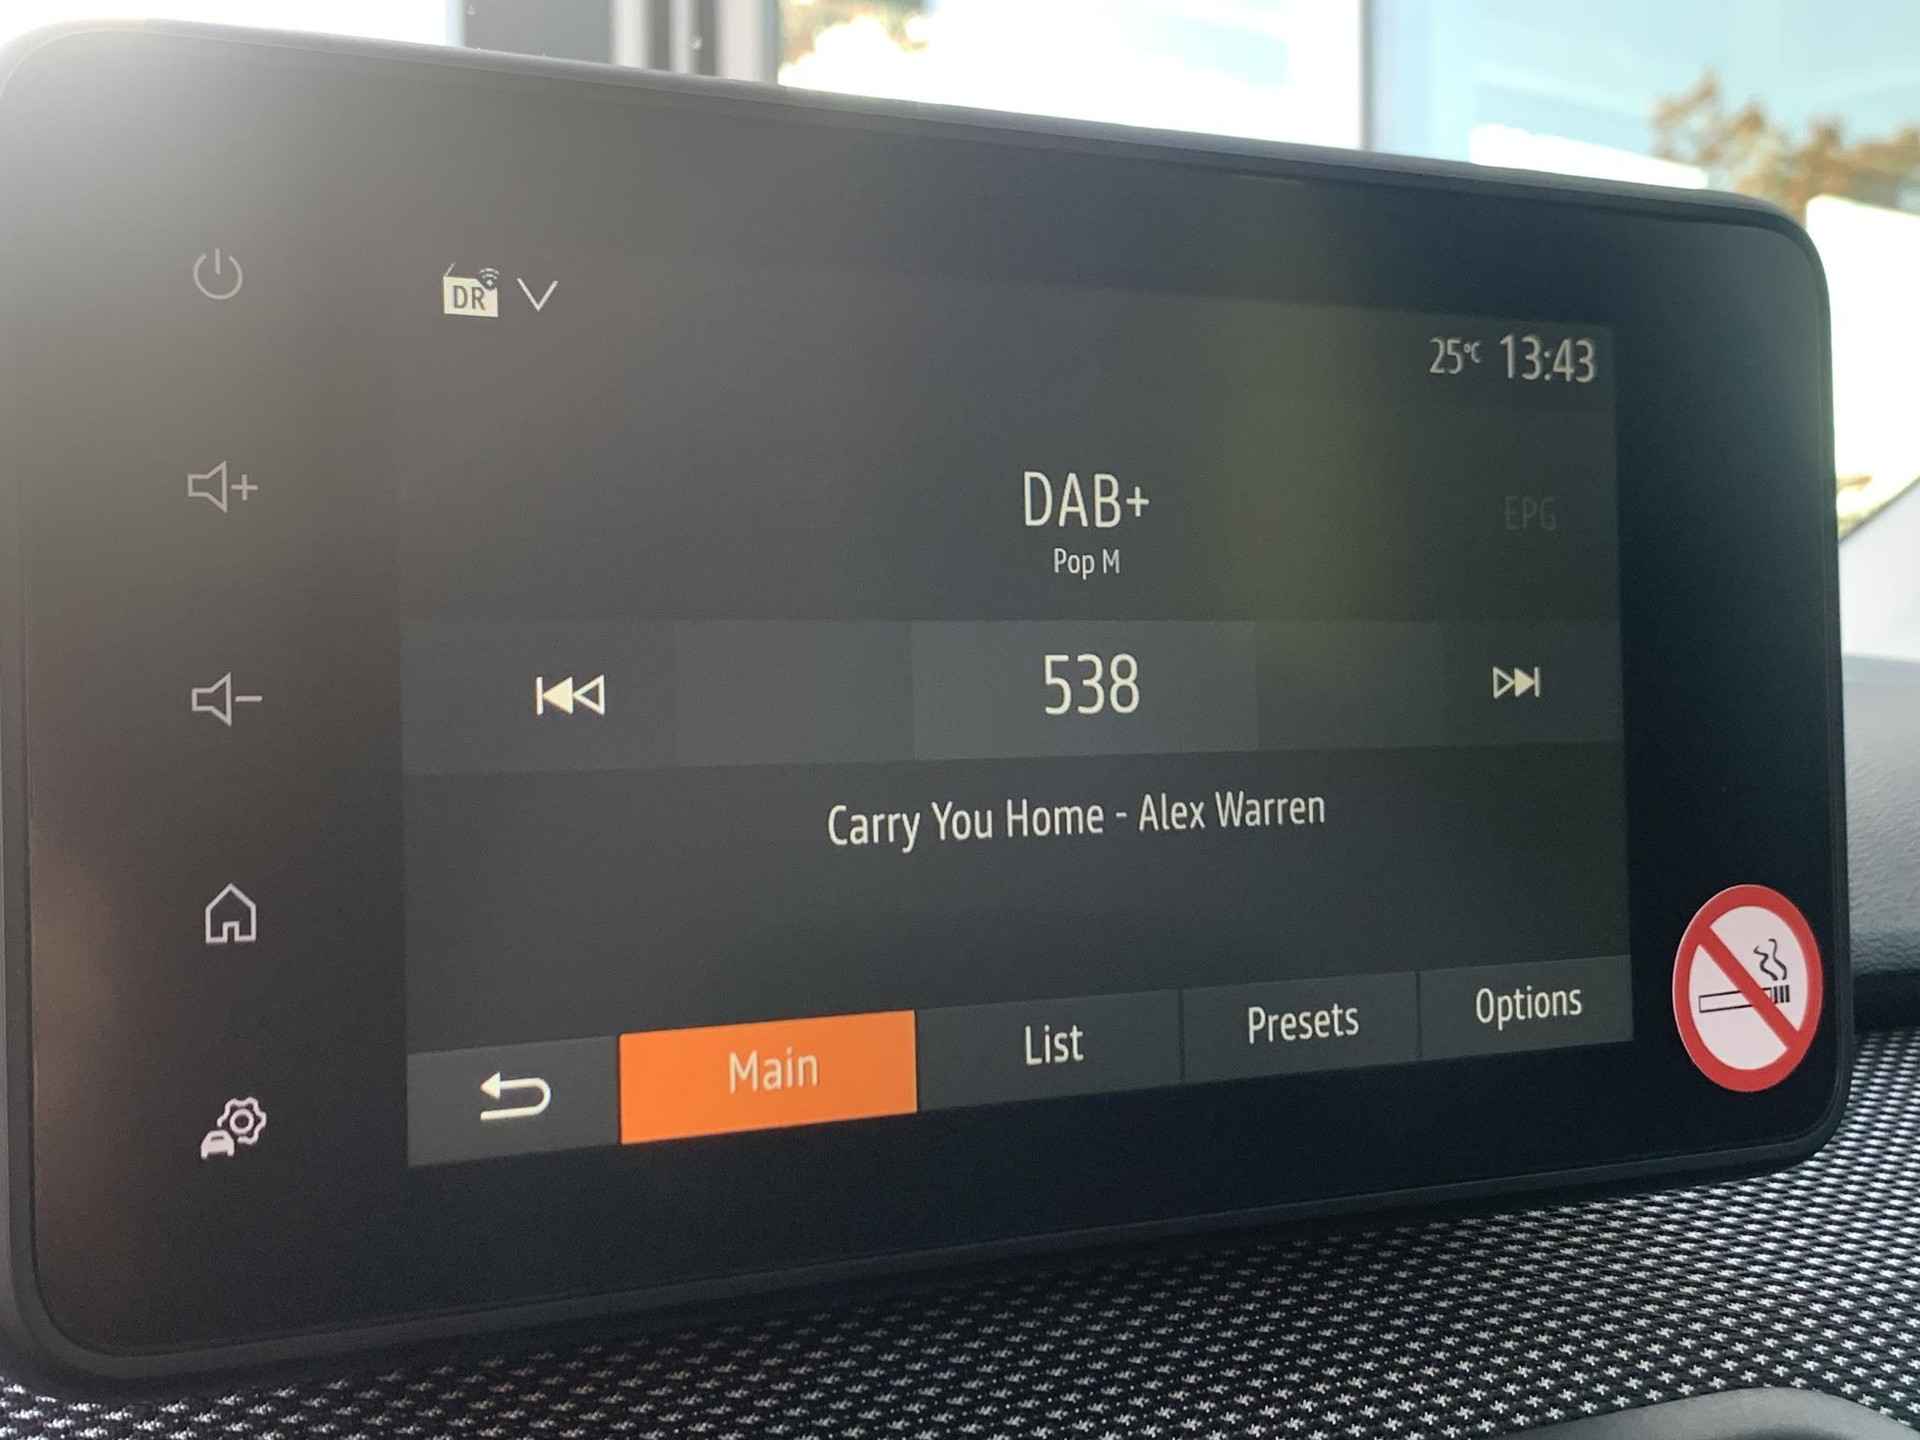 DR
25°C 13:43
DAB+
EPG
Pop M
538
Carry You Home - Alex Warren
Main
List
Presets
Options